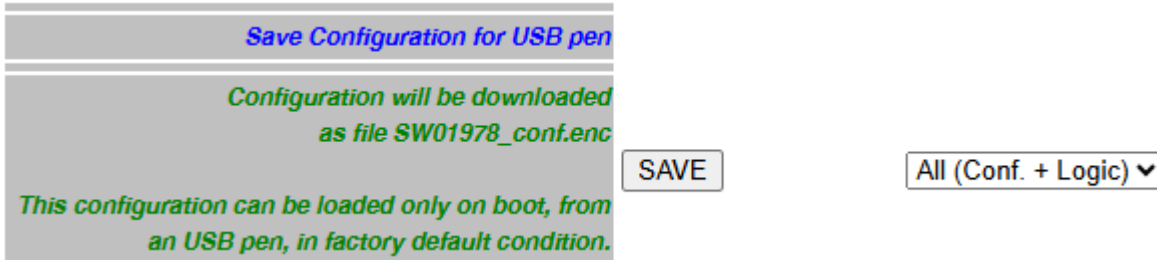 Save Configuration for USB pen
Configuration will be downloaded
as file SW01978_conf.enc
SAVE
All (Conf. + Logic)
This configuration can be loaded only on boot, from
an USB pen, in factory default condition.